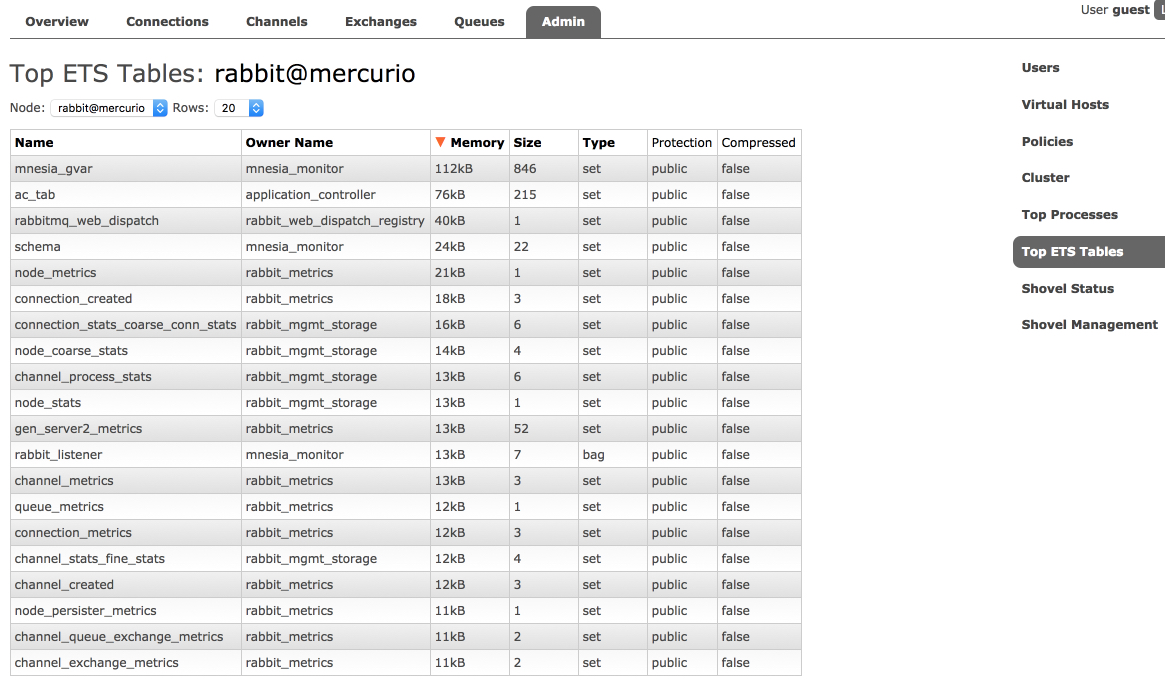 Overview Connections Channels Exchanges Queues Admin
User guest
Top ETS Tables: rabbit@mercurio
Node: rabbit@mercurio Rows: 20
Name Owner Name Memory Size Type Protection Compressed
mnesia_gvar mnesia_monitor 112kB 846 set public false
ac_tab application_controller 76kB 215 set public false
rabbitmq_web_dispatch rabbit_web_dispatch_registry 40kB 1 set public false
schema mnesia_monitor 24kB 22 set public false
node_metrics rabbit_metrics 21kB 1 set public false
connection_created rabbit_metrics 18kB 3 set public false
connection_stats_coarse_conn_stats rabbit_mgmt_storage 16kB 6 set public false
node_coarse_stats rabbit_mgmt_storage 14kB 4 set public false
channel_process_stats rabbit_mgmt_storage 13kB 6 set public false
node_stats rabbit_mgmt_storage 13kB 1 set public false
gen_server2_metrics rabbit_metrics 13kB 52 set public false
rabbit_listener mnesia_monitor 13kB 7 bag public false
channel_metrics rabbit_metrics 13kB 3 set public false
queue_metrics rabbit_metrics 12kB 1 set public false
connection_metrics rabbit_metrics 12kB 3 set public false
channel_stats_fine_stats rabbit_mgmt_storage 12kB 4 set public false
channel_created rabbit_metrics 12kB 3 set public false
node_persister_metrics rabbit_metrics 11kB 1 set public false
channel_queue_exchange_metrics rabbit_metrics 11kB 2 set public false
channel_exchange_metrics rabbit_metrics 11kB 2 set public false
Users
Virtual Hosts
Policies
Cluster
Top Processes
Top ETS Tables
Shovel Status
Shovel Management